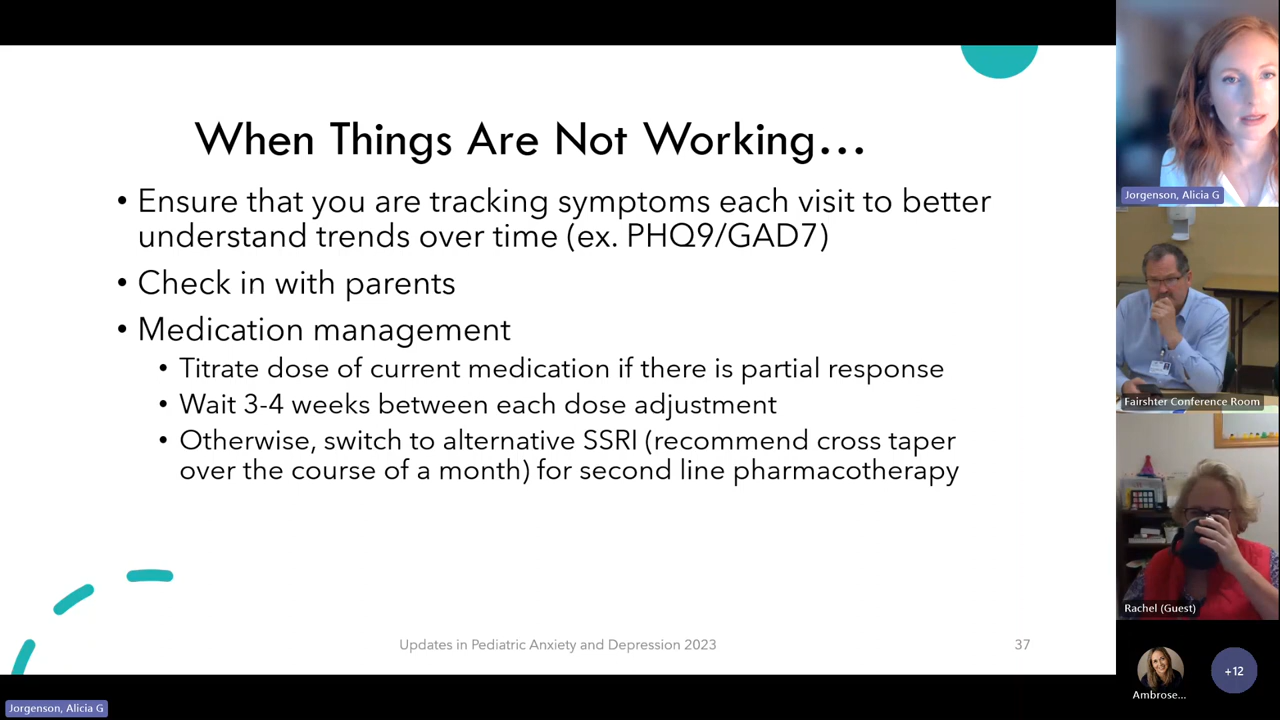 When Things Are Not Working...
• Ensure that you are tracking symptoms each visit to better
understand trends over time (ex. PHQ9/GAD7)
• Check in with parents
• Medication management
• Titrate dose of current medication if there is partial response
• Wait 3-4 weeks between each dose adjustment
• Otherwise, switch to alternative SSRI (recommend cross taper
over the course of a month) for second line pharmacotherapy
Updates in Pediatric Anxiety and Depression 2023
37
Jorgenson, Alicia G
Jorgenson, Alicia G
Fairshter Conference Room
Rachel (Guest)
Ambrose...
+12